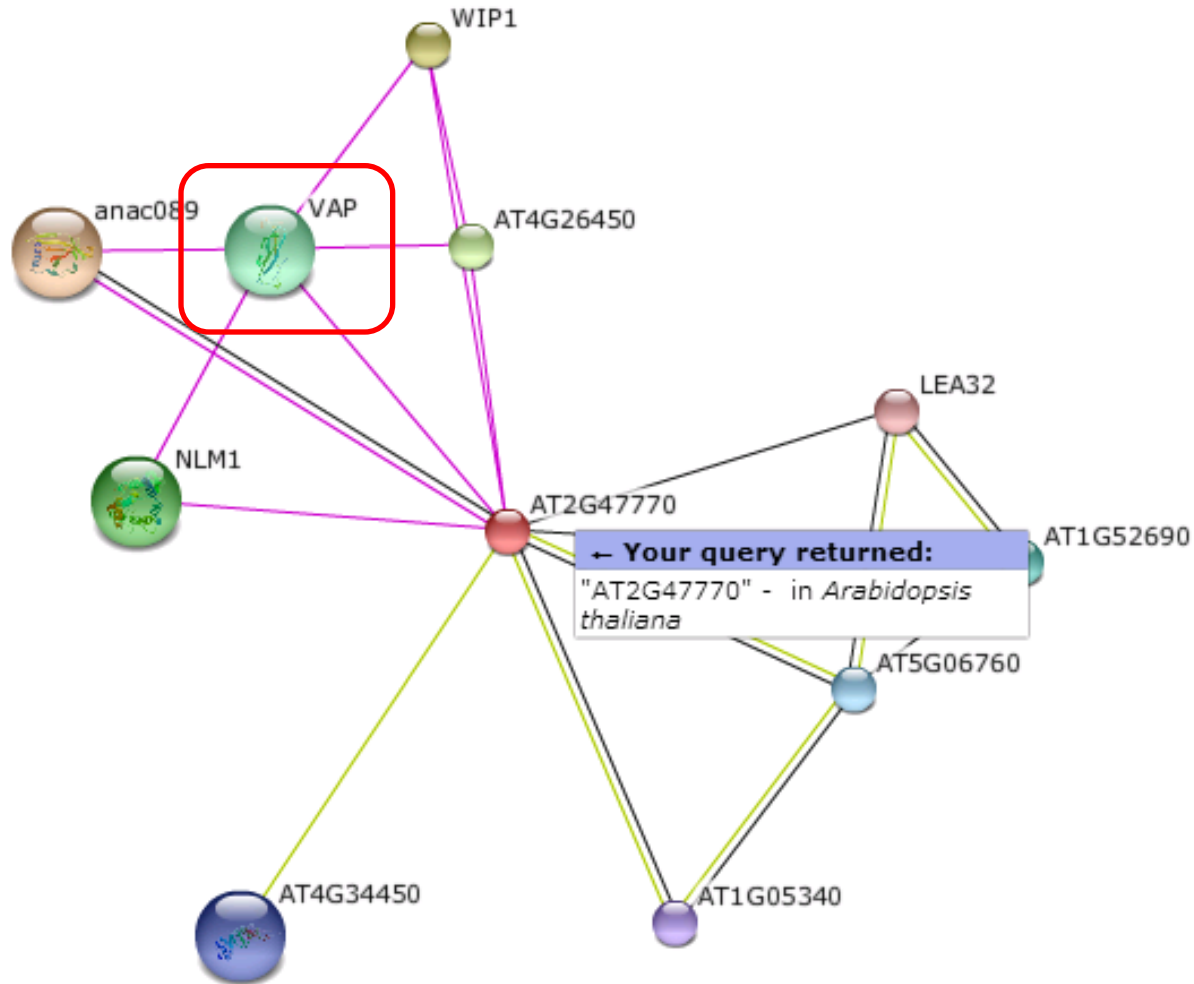 WIP1
anac089
VAP
AT4G26450
LEA32
NLM1
AT2G47770
AT1G52690
← Your query returned:
"AT2G47770" - in Arabidopsis
thaliana
AT5G06760
AT4G34450
AT1G05340